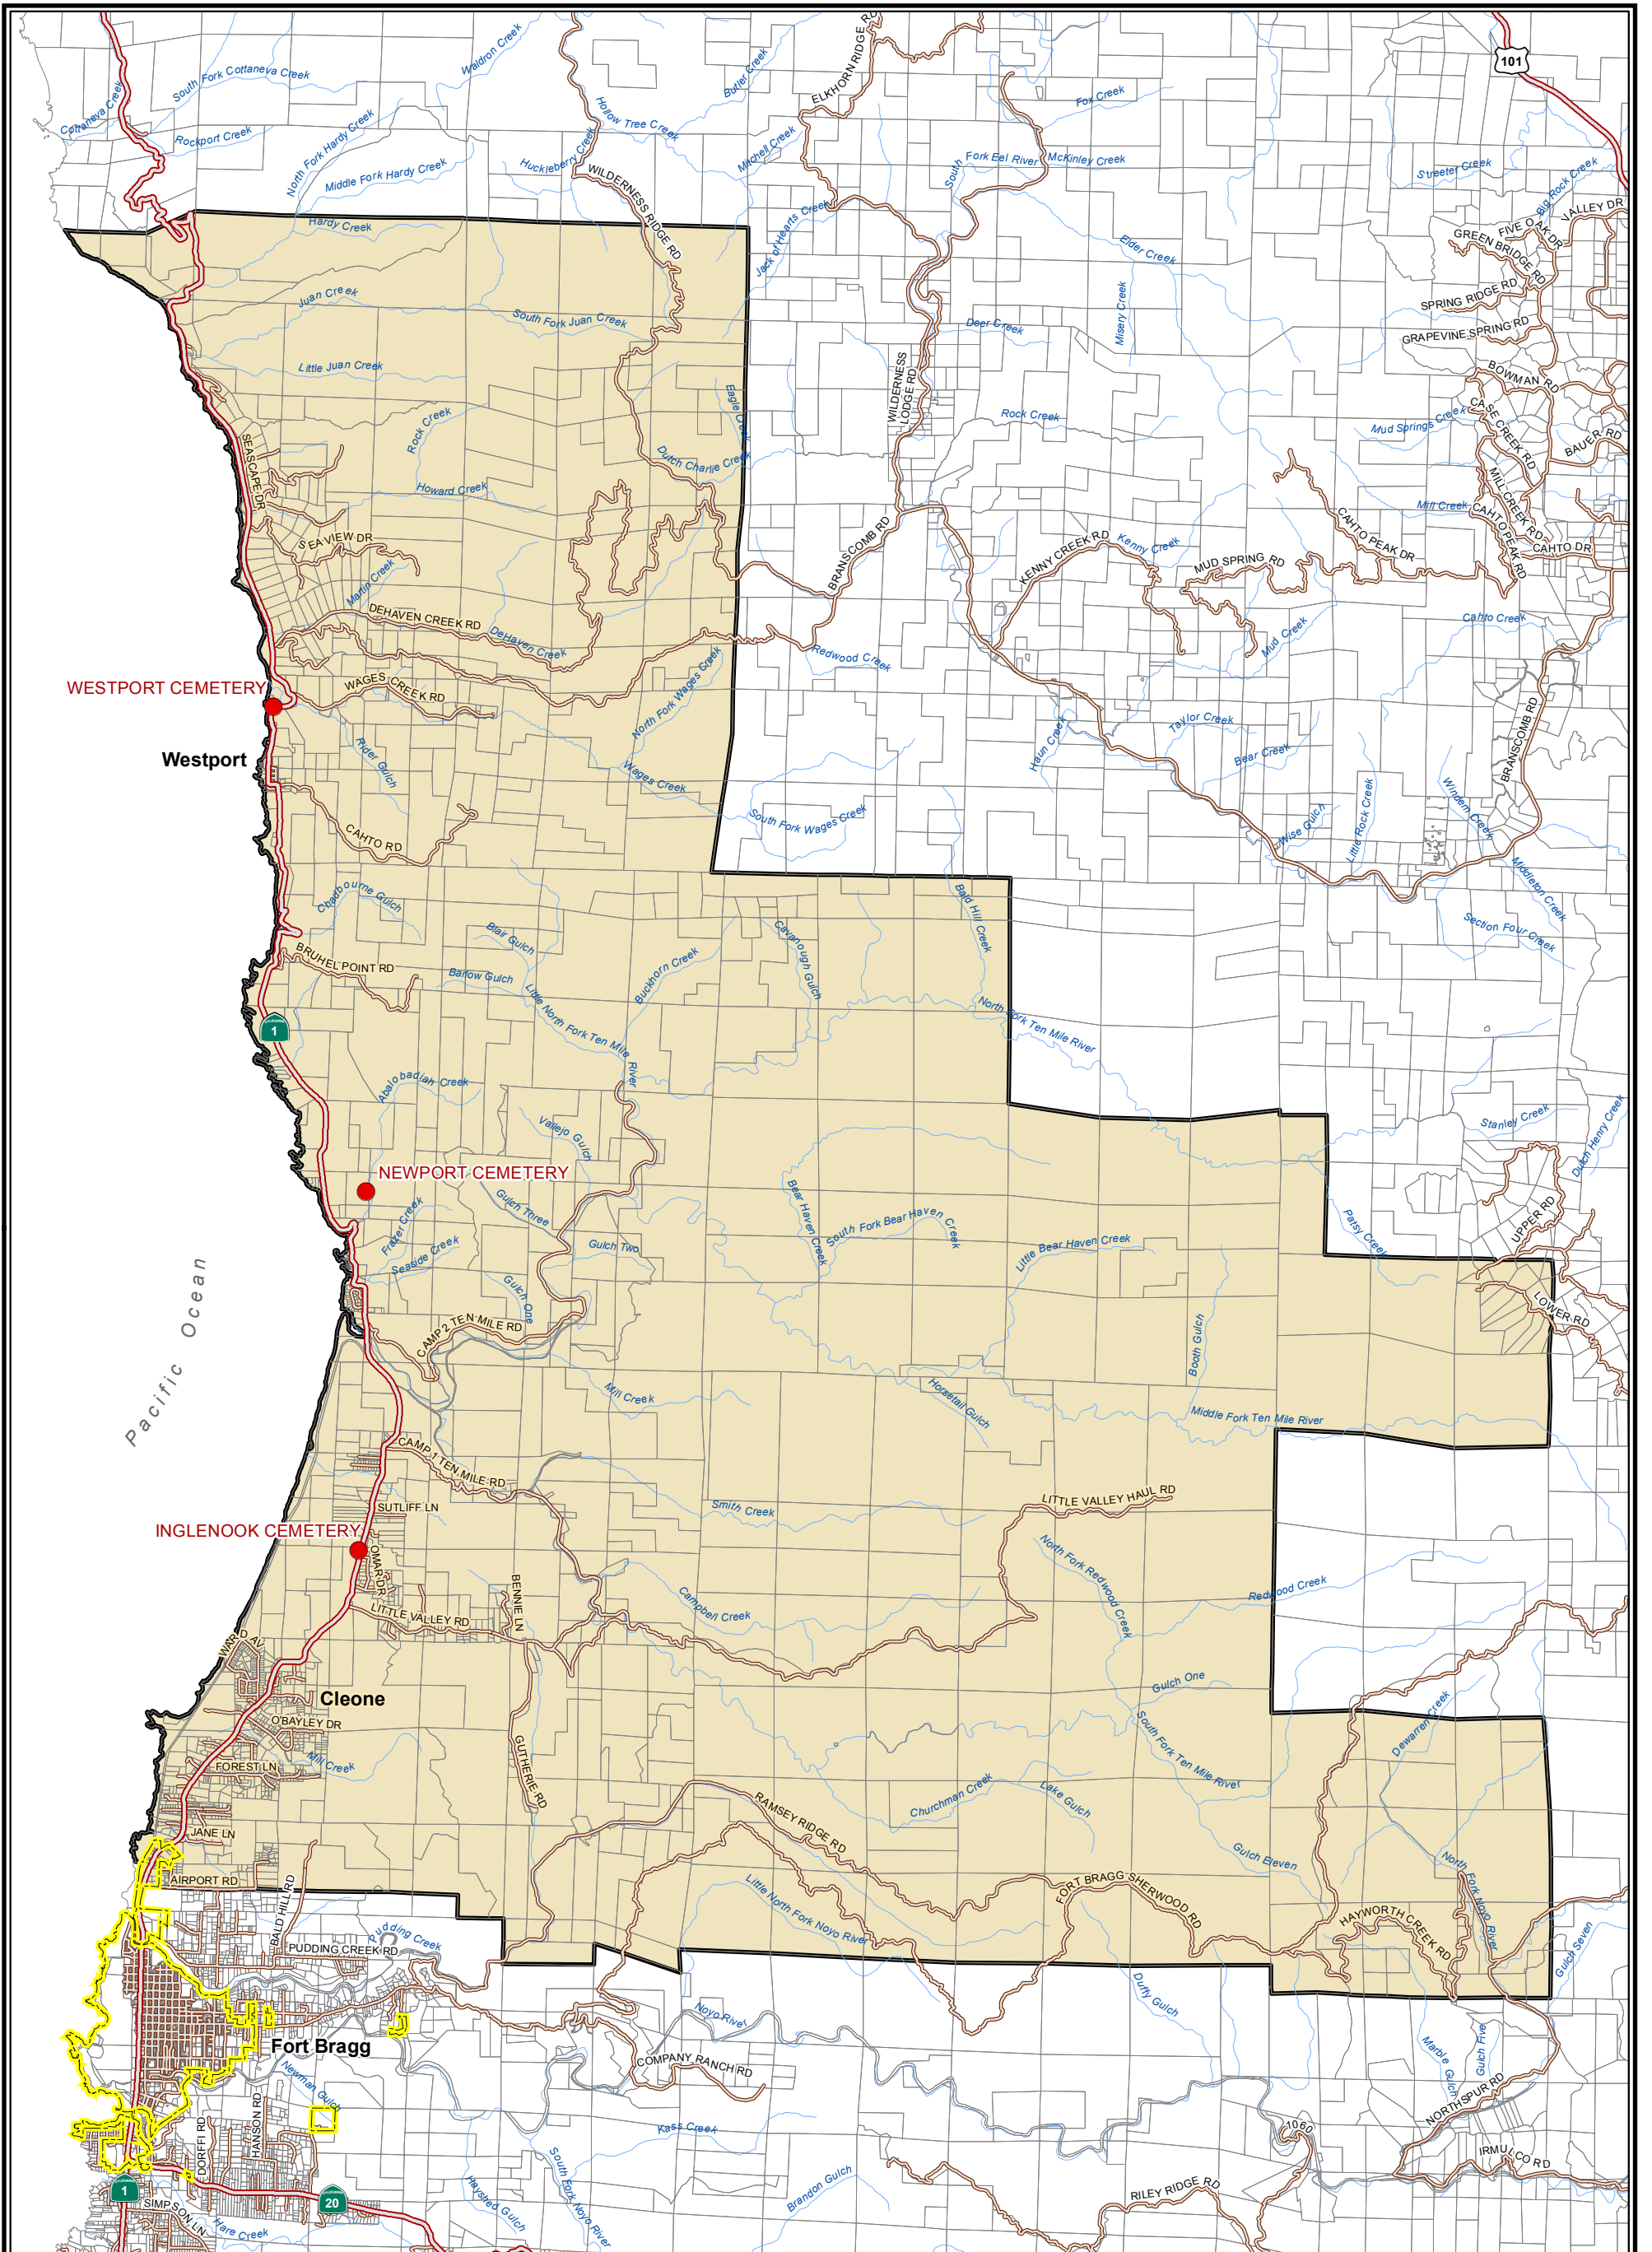 101
ELKHORN RIDGE RD
Waldron Creek
South Fork Cottaneva Creek
Cottaneva Creek
Rockport Creek
North Fork Hardy Creek
Middle Fork Hardy Creek
Butler Creek
Hollow Tree Creek
Huckleberry Creek
Mitchell Creek
Fox Creek
South Fork Eel River
McKinley Creek
Streeter Creek
Big Rock Creek
WILDERNESS RIDGE RD
Hardy Creek
Jack of Hearts Creek
Elder Creek
VALLEY DR
FIVE OAK DR
GREEN BRIDGE RD
SPRING RIDGE RD
GRAPEVINE SPRING RD
Juan Creek
South Fork Juan Creek
Little Juan Creek
Deer Creek
Misery Creek
WILDERNESS
LODGE RD
BOWMAN RD
CASE CREEK RD
BAUER RD
Mud Springs Creek
Rock Creek
Eagle Creek
Rock Creek
SEASCAPE DR
Dutch Charlie Creek
Howard Creek
MILL CREEK RD
Mill Creek
CAHTO PEAK RD
CAHTO DR
CAHTO PEAK DR
SEAVIEW DR
Martin Creek
BRANSCOMB RD
KENNY CREEK RD
Kenny Creek
MUD SPRING RD
DEHAVEN CREEK RD
DeHaven Creek
Redwood Creek
Mud Creek
Cahto Creek
WESTPORT CEMETERY
WAGES CREEK RD
North Fork Wages Creek
Haun Creek
Taylor Creek
Bear Creek
BRANSCOMB RD
Westport
Rider Gulch
Wages Creek
South Fork Wages Creek
Wise Gulch
Little Rock Creek
Windem Creek
Middleton Creek
CAHTO RD
Chadbourne Gulch
Bald Hill Creek
Section Four Creek
Blair Gulch
Cavanough Gulch
BRUHEL POINT RD
Barlow Gulch
Buckhorn Creek
Little North Fork Ten Mile River
North Fork Ten Mile River
1
Abalobadiah Creek
Vallejo Gulch
Stanley Creek
Dutch Henry Creek
NEWPORT CEMETERY
Frazer Creek
Gulch Three
Bear Haven Creek
South Fork Bear Haven Creek
Little Bear Haven Creek
Patsy Creek
UPPER RD
Seaside Creek
Gulch Two
Gulch One
LOWER RD
Pacific Ocean
CAMP 2 TEN MILE RD
Booth Gulch
Mill Creek
Horsetail Gulch
Middle Fork Ten Mile River
CAMP 1 TEN MILE RD
SUTLIFF LN
Smith Creek
LITTLE VALLEY HAUL RD
INGLENOOK CEMETERY
OMAR DR
North Fork Redwood Creek
Redwood Creek
BENNIE LN
LITTLE VALLEY RD
Campbell Creek
WARD AV
Gulch One
Cleone
O'BAYLEY DR
South Fork Ten Mile River
Dewarren Creek
FOREST LN
Mill Creek
GUTHERIE RD
Churchman Creek
Lake Gulch
RAMSEY RIDGE RD
JANE LN
Gulch Eleven
AIRPORT RD
BALD HILL RD
Little North Fork Noyo River
FORT BRAGG SHERWOOD RD
HAYWORTH CREEK RD
North Fork Noyo River
Gulch Seven
Pudding Creek
PUDDING CREEK RD
Noyo River
Duffy Gulch
Fort Bragg
COMPANY RANCH RD
Marble Gulch
Gulch Five
Newman Gulch
NORTHSPUR RD
HANSON RD
DORFFI RD
Kass Creek
1060
IRMULCO RD
1
SIMPSON LN
20
Hare Creek
Haysted Gulch
South Fork Noyo River
Brandon Gulch
RILEY RIDGE RD